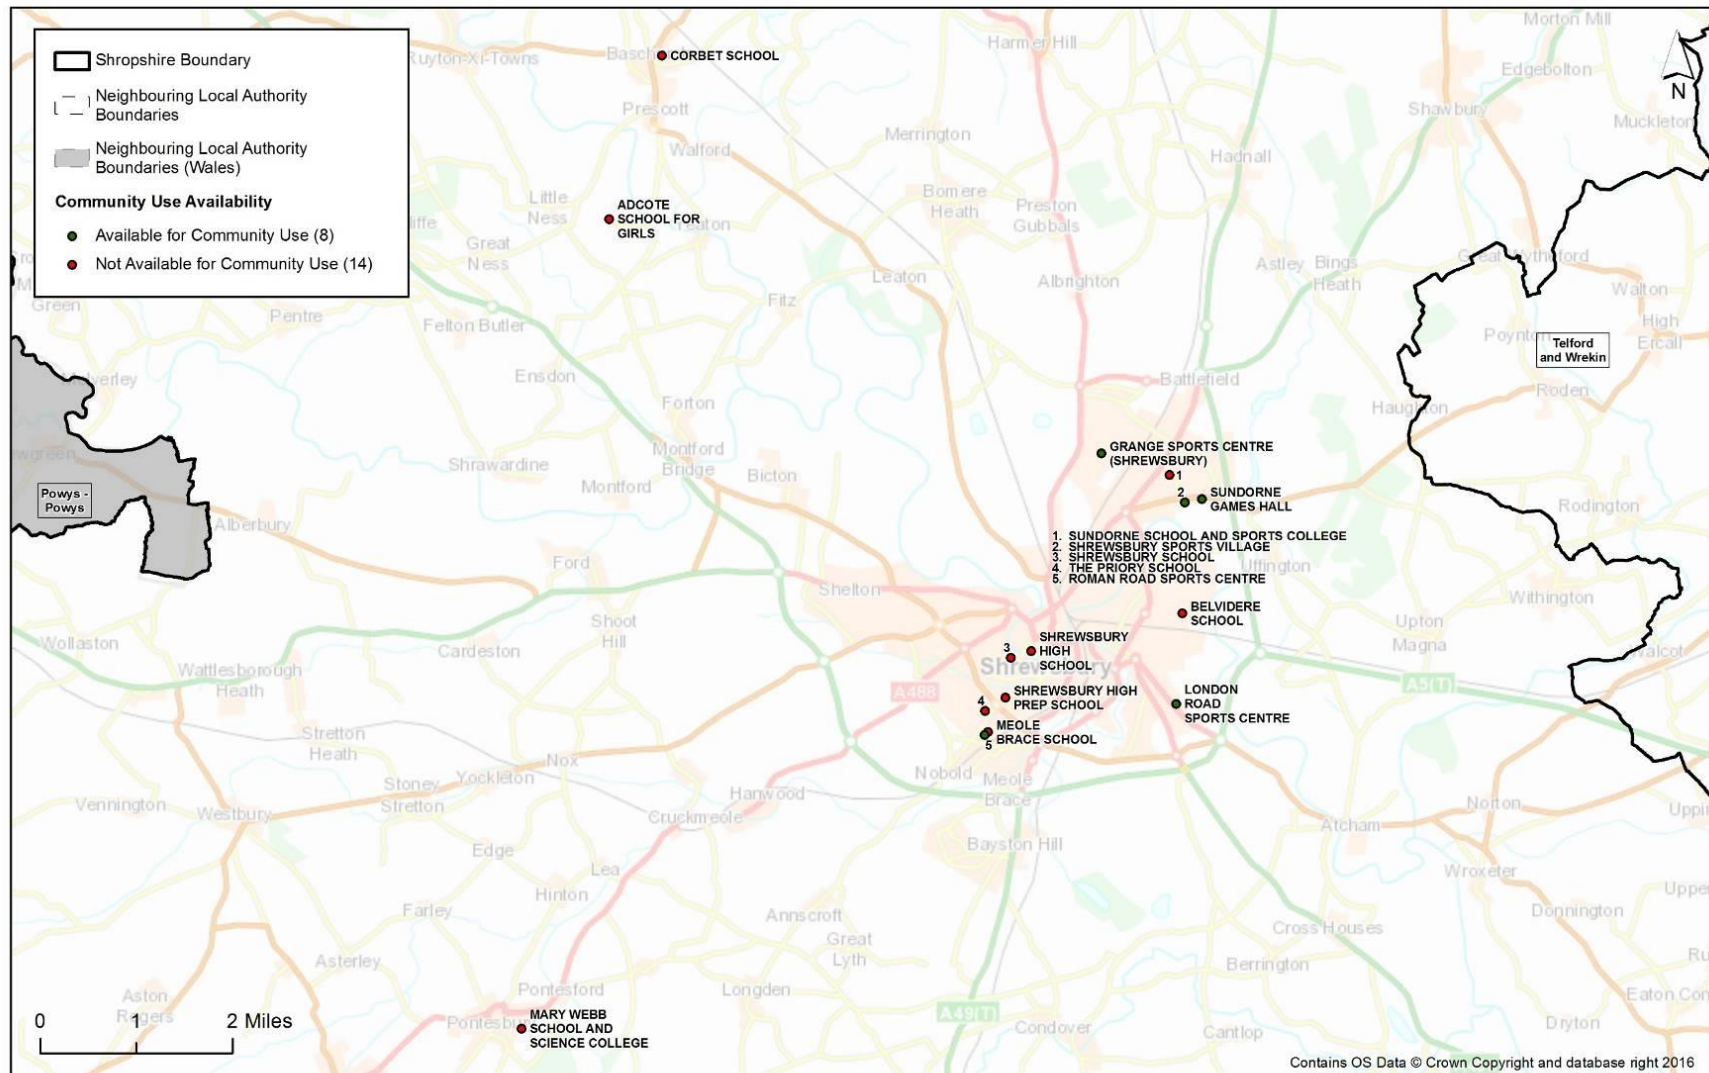 Shropshire Boundary
Neighbouring Local Authority
Boundaries
Neighbouring Local Authority
Boundaries (Wales)
Community Use Availability
Available for Community Use (8)
Not Available for Community Use (14)
Ruyton-Xi-Towns
CORBET SCHOOL
Harmer Hill
Morton Mill
N
Edgebolton
Prescott
Shawbury
Muckleton
Merrington
Walford
Hadnall
Little
Ness
ADCOTE
SCHOOL FOR
GIRLS
Bomere
Heath
Preston
Gubbals
Great
Ness
Astley
Bings
Heath
Leaton
Albrighton
Walton
Green
Pentre
Fitz
Felton Butler
Poynton
High
Ercall
Telford
and Wrekin
Ensdon
Battlefield
Roden
Forton
Haughton
Montford
Bridge
GRANGE SPORTS CENTRE
(SHREWSBURY)
Shrawardine
Bicton
1
Montford
2
SUNDORNE
GAMES HALL
Powys -
Powys
Rodington
Alberbury
1. SUNDORNE SCHOOL AND SPORTS COLLEGE
2. SHREWSBURY SPORTS VILLAGE
3. SHREWSBURY SCHOOL
4. THE PRIORY SCHOOL
5. ROMAN ROAD SPORTS CENTRE
Ford
Uffington
Shelton
Withington
BELVIDERE
SCHOOL
Shoot
Hill
Upton
Magna
Wollaston
Cardeston
SHREWSBURY
HIGH
SCHOOL
3
Shrewsbury
Wattlesborough
Heath
A5(T)
A488
SHREWSBURY HIGH
PREP SCHOOL
4
LONDON
ROAD
SPORTS CENTRE
Stretton
Heath
MEOLE
BRACE SCHOOL
5
Nox
Nobold
Meole
Brace
Stoney
Stretton
Yockleton
Vennington
Westbury
Hanwood
Cruckmeole
Norton
Atcham
Bayston Hill
Edge
Lea
Wroxeter
Hinton
Farley
Annscroft
Donnington
Cross Houses
Great
Lyth
Asterley
Berrington
Pontesford
Longden
Aston
Rogers
A49(T)
0 1 2 Miles
MARY WEBB
SCHOOL AND
SCIENCE COLLEGE
Condover
Cantlop
Dryton
Contains OS Data © Crown Copyright and database right 2016